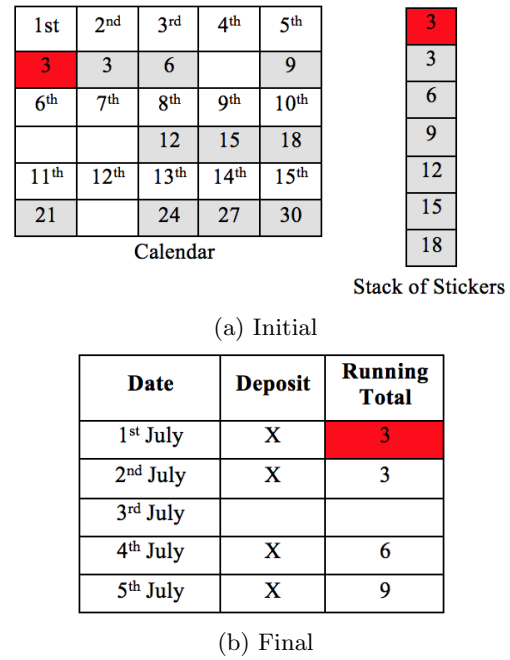 1st 2nd 3rd 4th 5th
3 3 6 9
6th 7th 8th 9th 10th
12 15 18
11th 12th 13th 14th 15th
21 24 27 30
Calendar
3
3
6
9
12
15
18
Stack of Stickers
(a) Initial
Date Deposit Running Total
1st July X 3
2nd July X 3
3rd July
4th July X 6
5th July X 9
(b) Final